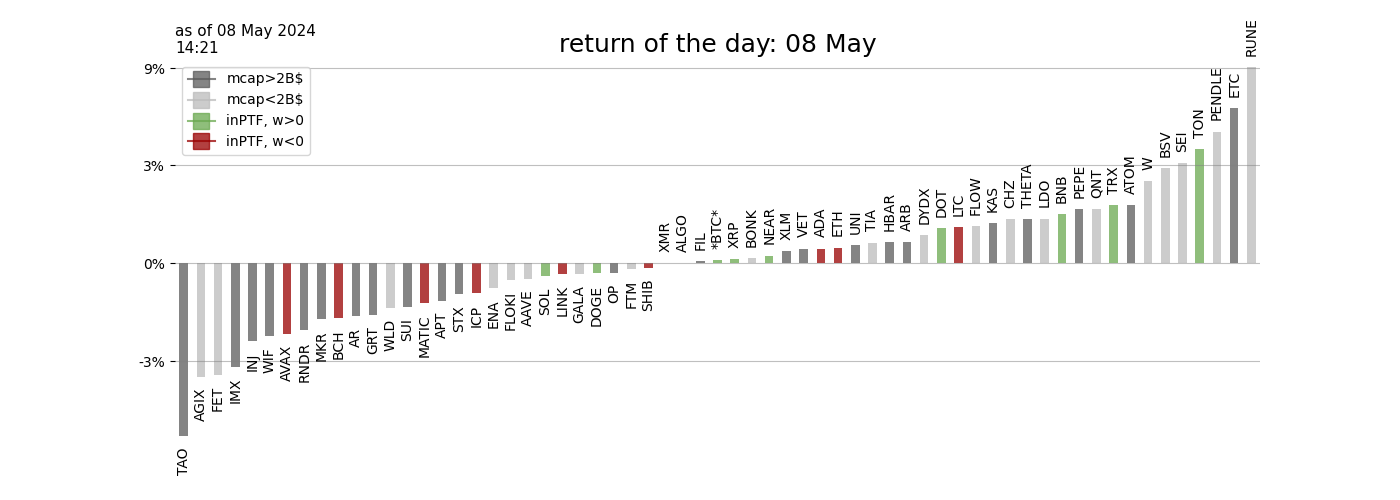 as of 08 May 2024
14:21
return of the day: 08 May
9%
3%
0%
-3%
mcap>2B$
mcap<2B$
inPTF, w>0
inPTF, w<0
TAO
AGIX
FET
IMX
INJ
WIF
AVAX
RNDR
MKR
BCH
AR
GRT
WLD
SUI
MATIC
APT
STX
ICP
ENA
FLOKI
AAVE
SOL
LINK
GALA
DOGE
OP
FTM
SHIB
XMR
ALGO
FIL
*BTC*
XRP
BONK
NEAR
XLM
VET
ADA
ETH
UNI
TIA
HBAR
ARB
DYDX
DOT
LTC
FLOW
KAS
CHZ
THETA
LDO
BNB
PEPE
QNT
TRX
ATOM
W
BSV
SEI
TON
PENDLE
ETC
RUNE